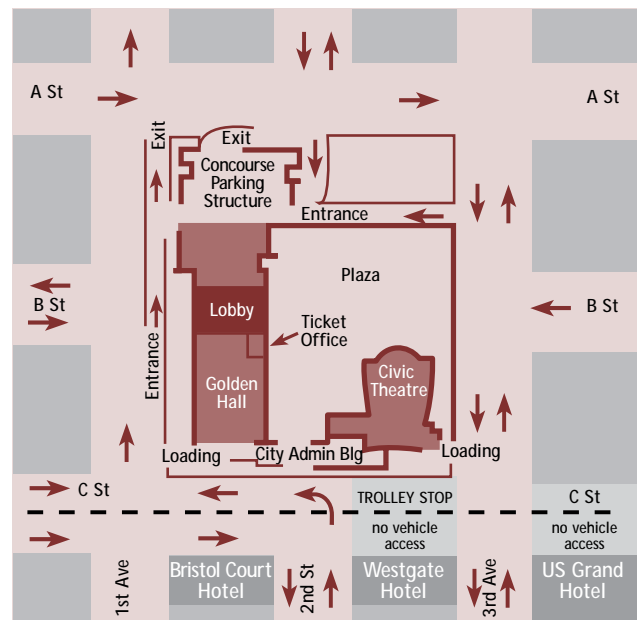 A St
A St
Exit
Exit
Concourse
Parking
Structure
Entrance
Plaza
B St
B St
Lobby
Ticket
Office
Entrance
Golden
Hall
Civic
Theatre
Loading
City Admin Blg
Loading
C St
TROLLEY STOP
C St
no vehicle
access
no vehicle
access
1st Ave
Bristol Court
Hotel
2nd St
Westgate
Hotel
3rd Ave
US Grand
Hotel